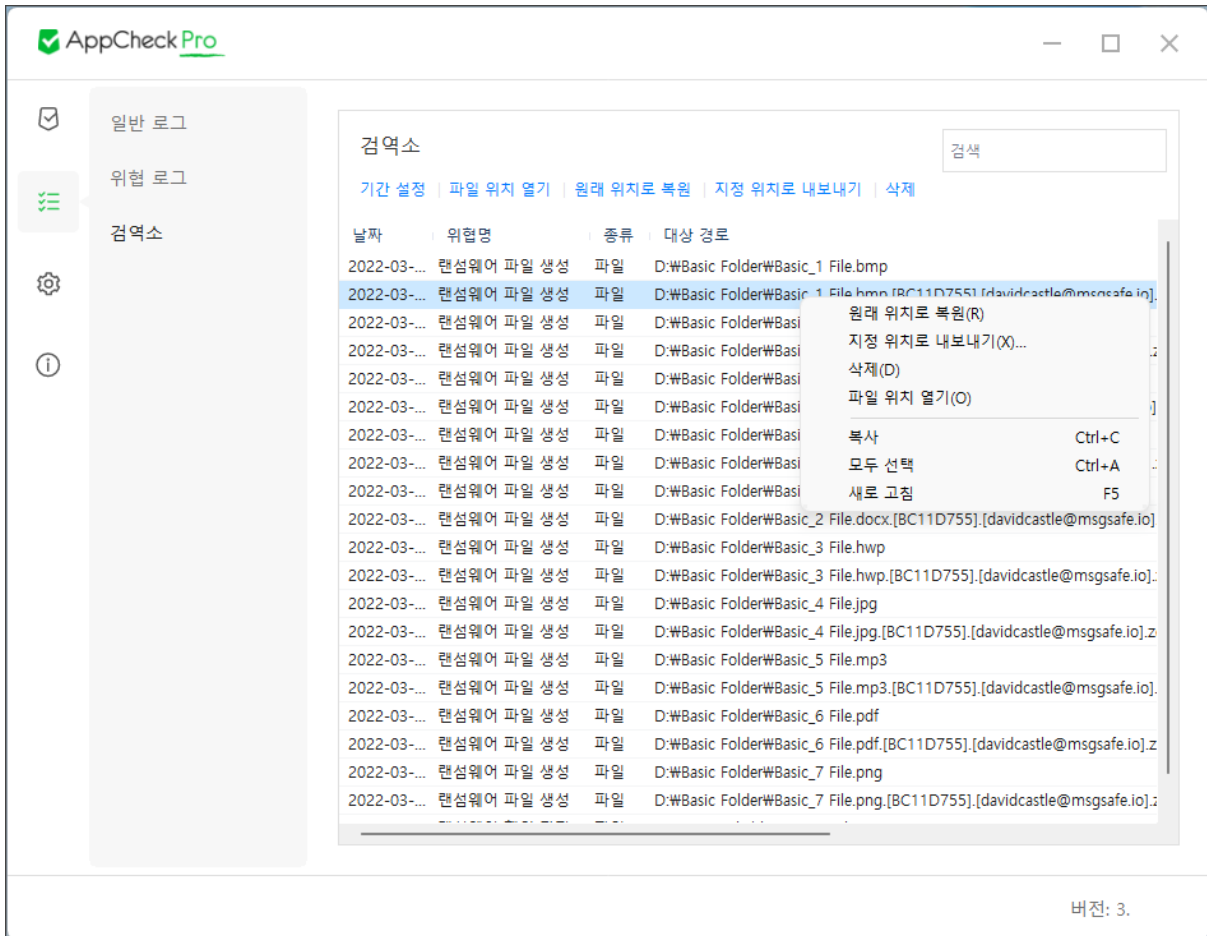 AppCheck Pro
일반 로그
위협 로그
검역소
검역소
검색
기간 설정 파일 위치 열기 원래 위치로 복원 지정 위치로 내보내기 삭제
날짜 위협명 종류 대상 경로
2022-03-... 랜섬웨어 파일 생성 파일 D:₩Basic Folder₩Basic_1 File.bmp
2022-03-... 랜섬웨어 파일 생성 파일 D:₩Basic Folder₩Basic_1 File.bmp.[BC11D755].[davidcastle@msgsafe.io].
2022-03-... 랜섬웨어 파일 생성 파일 D:₩Basic Folder₩Basi
2022-03-... 랜섬웨어 파일 생성 파일 D:₩Basic Folder₩Basi
2022-03-... 랜섬웨어 파일 생성 파일 D:₩Basic Folder₩Basi
2022-03-... 랜섬웨어 파일 생성 파일 D:₩Basic Folder₩Basi
2022-03-... 랜섬웨어 파일 생성 파일 D:₩Basic Folder₩Basi
2022-03-... 랜섬웨어 파일 생성 파일 D:₩Basic Folder₩Basi
2022-03-... 랜섬웨어 파일 생성 파일 D:₩Basic Folder₩Basi
원래 위치로 복원(R)
지정 위치로 내보내기(X)...
삭제(D)
파일 위치 열기(O)
복사 Ctrl+C
모두 선택 Ctrl+A
새로 고침 F5
2022-03-... 랜섬웨어 파일 생성 파일 D:₩Basic Folder₩Basic_2 File.docx.[BC11D755].[davidcastle@msgsafe.io]
2022-03-... 랜섬웨어 파일 생성 파일 D:₩Basic Folder₩Basic_3 File.hwp
2022-03-... 랜섬웨어 파일 생성 파일 D:₩Basic Folder₩Basic_3 File.hwp.[BC11D755].[davidcastle@msgsafe.io].
2022-03-... 랜섬웨어 파일 생성 파일 D:₩Basic Folder₩Basic_4 File.jpg
2022-03-... 랜섬웨어 파일 생성 파일 D:₩Basic Folder₩Basic_4 File.jpg.[BC11D755].[davidcastle@msgsafe.io].z
2022-03-... 랜섬웨어 파일 생성 파일 D:₩Basic Folder₩Basic_5 File.mp3
2022-03-... 랜섬웨어 파일 생성 파일 D:₩Basic Folder₩Basic_5 File.mp3.[BC11D755].[davidcastle@msgsafe.io].
2022-03-... 랜섬웨어 파일 생성 파일 D:₩Basic Folder₩Basic_6 File.pdf
2022-03-... 랜섬웨어 파일 생성 파일 D:₩Basic Folder₩Basic_6 File.pdf.[BC11D755].[davidcastle@msgsafe.io].z
2022-03-... 랜섬웨어 파일 생성 파일 D:₩Basic Folder₩Basic_7 File.png
2022-03-... 랜섬웨어 파일 생성 파일 D:₩Basic Folder₩Basic_7 File.png.[BC11D755].[davidcastle@msgsafe.io].z
버전: 3.